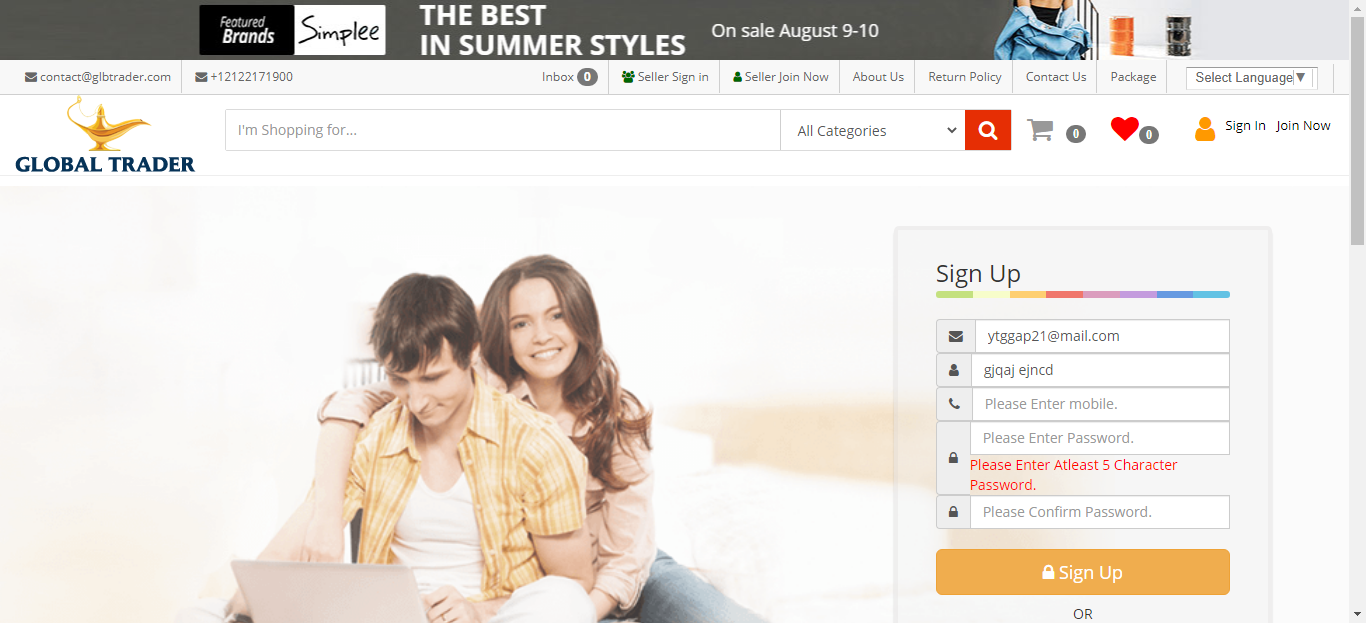 Featured
Brands
Simplee
THE BEST
IN SUMMER STYLES
On sale August 9-10
contact@glbtrader.com
+12122171900
Inbox 0
Seller Sign in
Seller Join Now
About Us
Return Policy
Contact Us
Package
Select Language▼
GLOBAL TRADER
I'm Shopping for...
All Categories
0
0
Sign In
Join Now
Sign Up
ytggap21@mail.com
gjqaj ejncd
Please Enter mobile.
Please Enter Password.
Please Enter Atleast 5 Character
Password.
Please Confirm Password.
Sign Up
OR